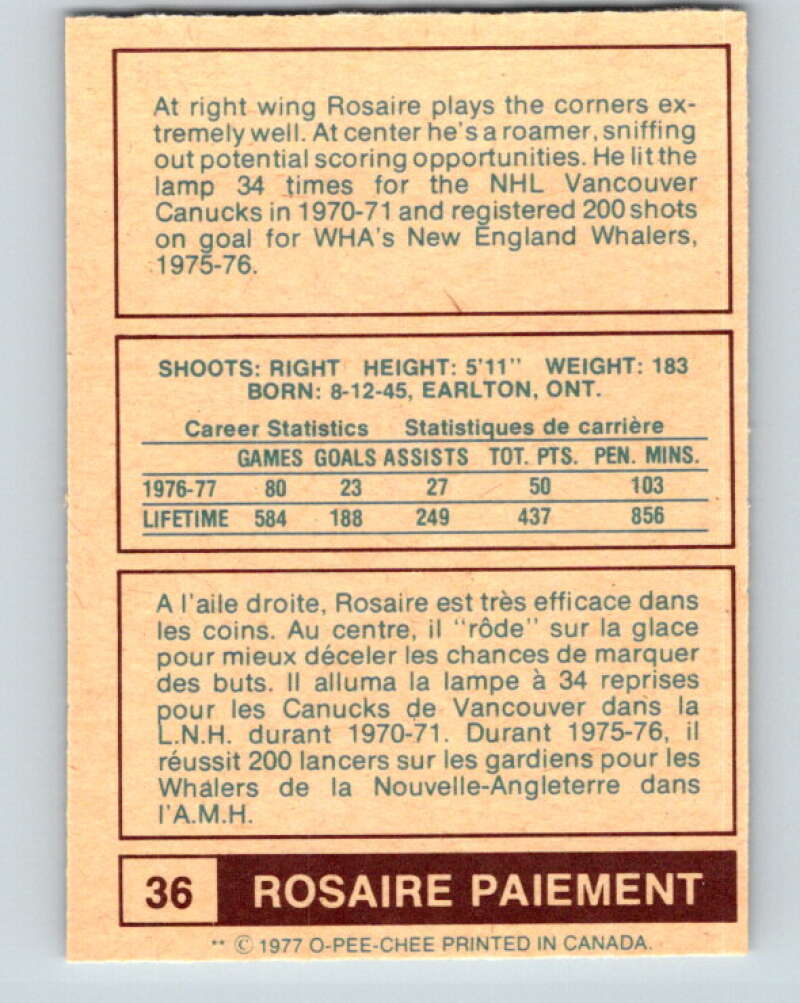 At right wing Rosaire plays the corners ex-
tremely well. At center he's a roamer, sniffing
out potential scoring opportunities. He lit the
lamp 34 times for the NHL Vancouver
Canucks in 1970-71 and registered 200 shots
on goal for WHA's New England Whalers,
1975-76.
SHOOTS: RIGHT HEIGHT: 5'11" WEIGHT: 183
BORN: 8-12-45, EARLTON, ONT.
Career Statistics Statistiques de carrière
GAMES GOALS ASSISTS TOT. PTS. PEN. MINS.
1976-77 80 23 27 50 103
LIFETIME 584 188 249 437 856
A l'aile droite, Rosaire est très efficace dans
les coins. Au centre, il "rôde" sur la glace
pour mieux déceler les chances de marquer
des buts. Il alluma la lampe à 34 reprises
pour les Canucks de Vancouver dans la
L.N.H. durant 1970-71. Durant 1975-76, il
réussit 200 lancers sur les gardiens pour les
Whalers de la Nouvelle-Angleterre dans
l'A.M.H.
36 ROSAIRE PAIEMENT
** © 1977 O-PEE-CHEE PRINTED IN CANADA.